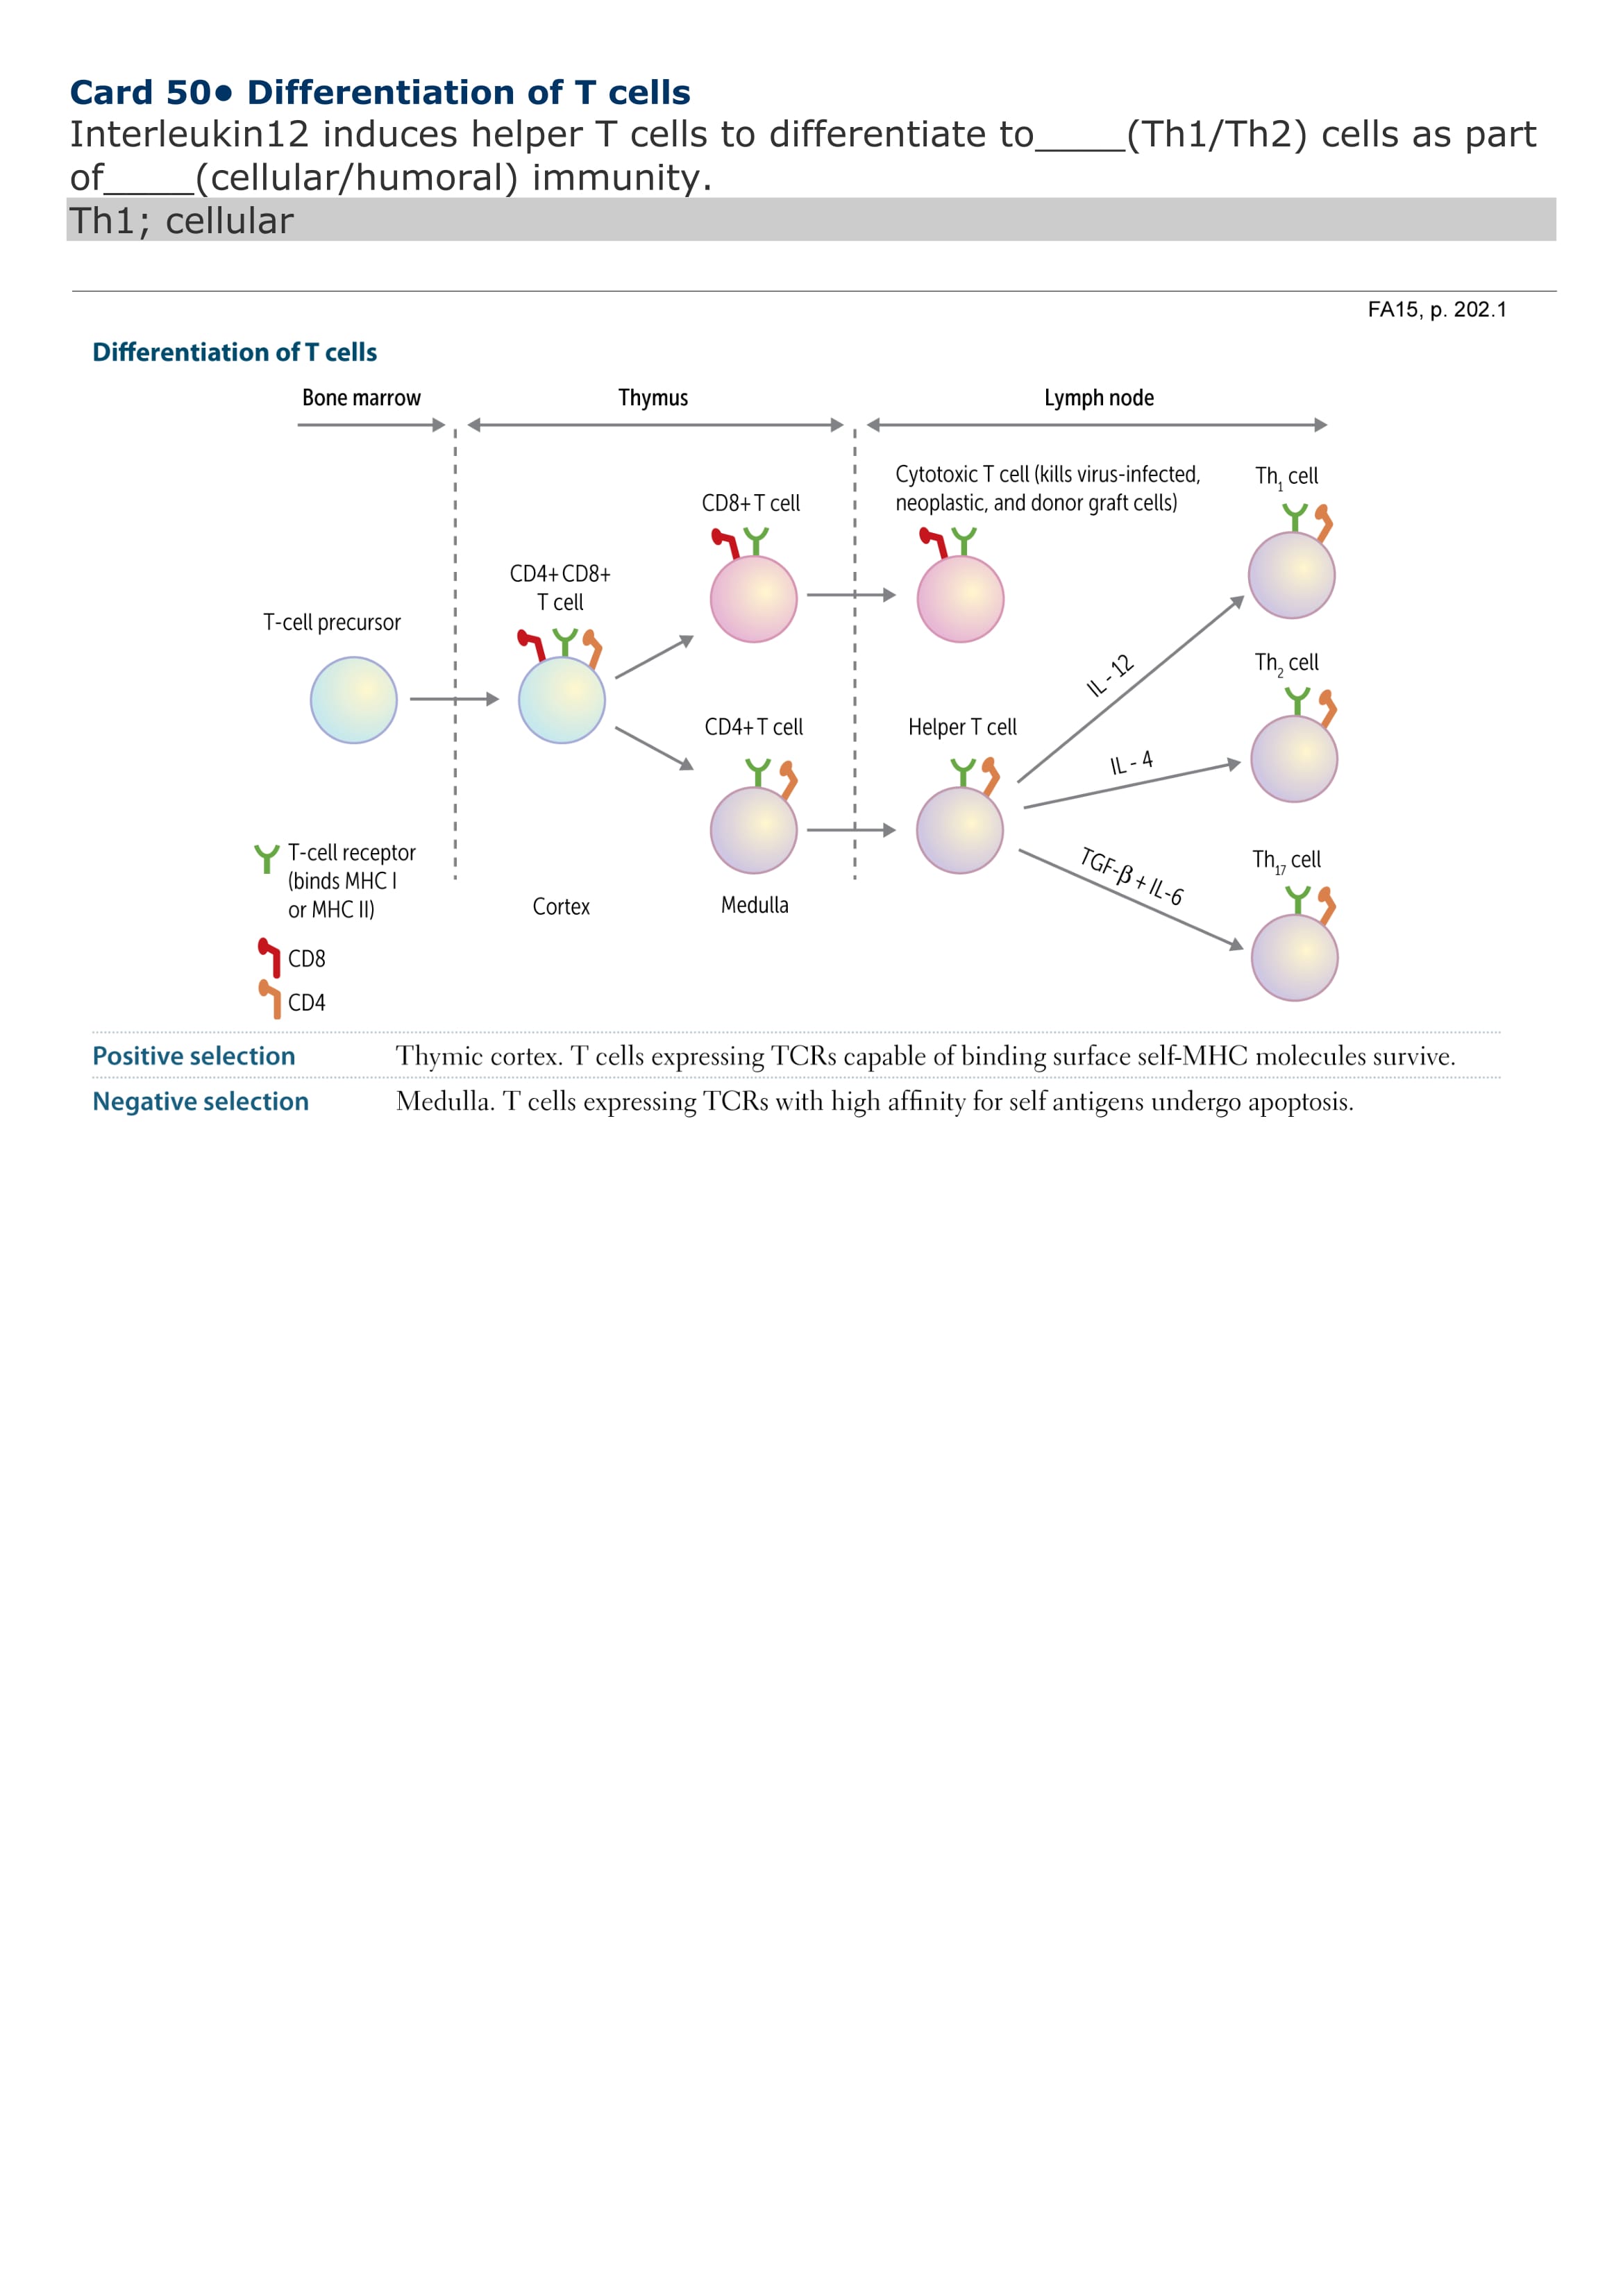 Card 50● Differentiation of T cells
Interleukin12 induces helper T cells to differentiate to_____(Th1/Th2) cells as part
of_____(cellular/humoral) immunity.
Th1; cellular
FA15, p. 202.1
Differentiation of T cells
Bone marrow
Thymus
Lymph node
T-cell precursor
CD4+ CD8+
T cell
CD8+ T cell
Cytotoxic T cell (kills virus-infected,
neoplastic, and donor graft cells)
Th1 cell
IL - 12
Th2 cell
CD4+ T cell
Helper T cell
IL - 4
TGF-β + IL-6
Th17 cell
T-cell receptor
(binds MHC I
or MHC II)
CD8
CD4
Cortex
Medulla
Positive selection Thymic cortex. T cells expressing TCRs capable of binding surface self-MHC molecules survive.
Negative selection Medulla. T cells expressing TCRs with high affinity for self antigens undergo apoptosis.